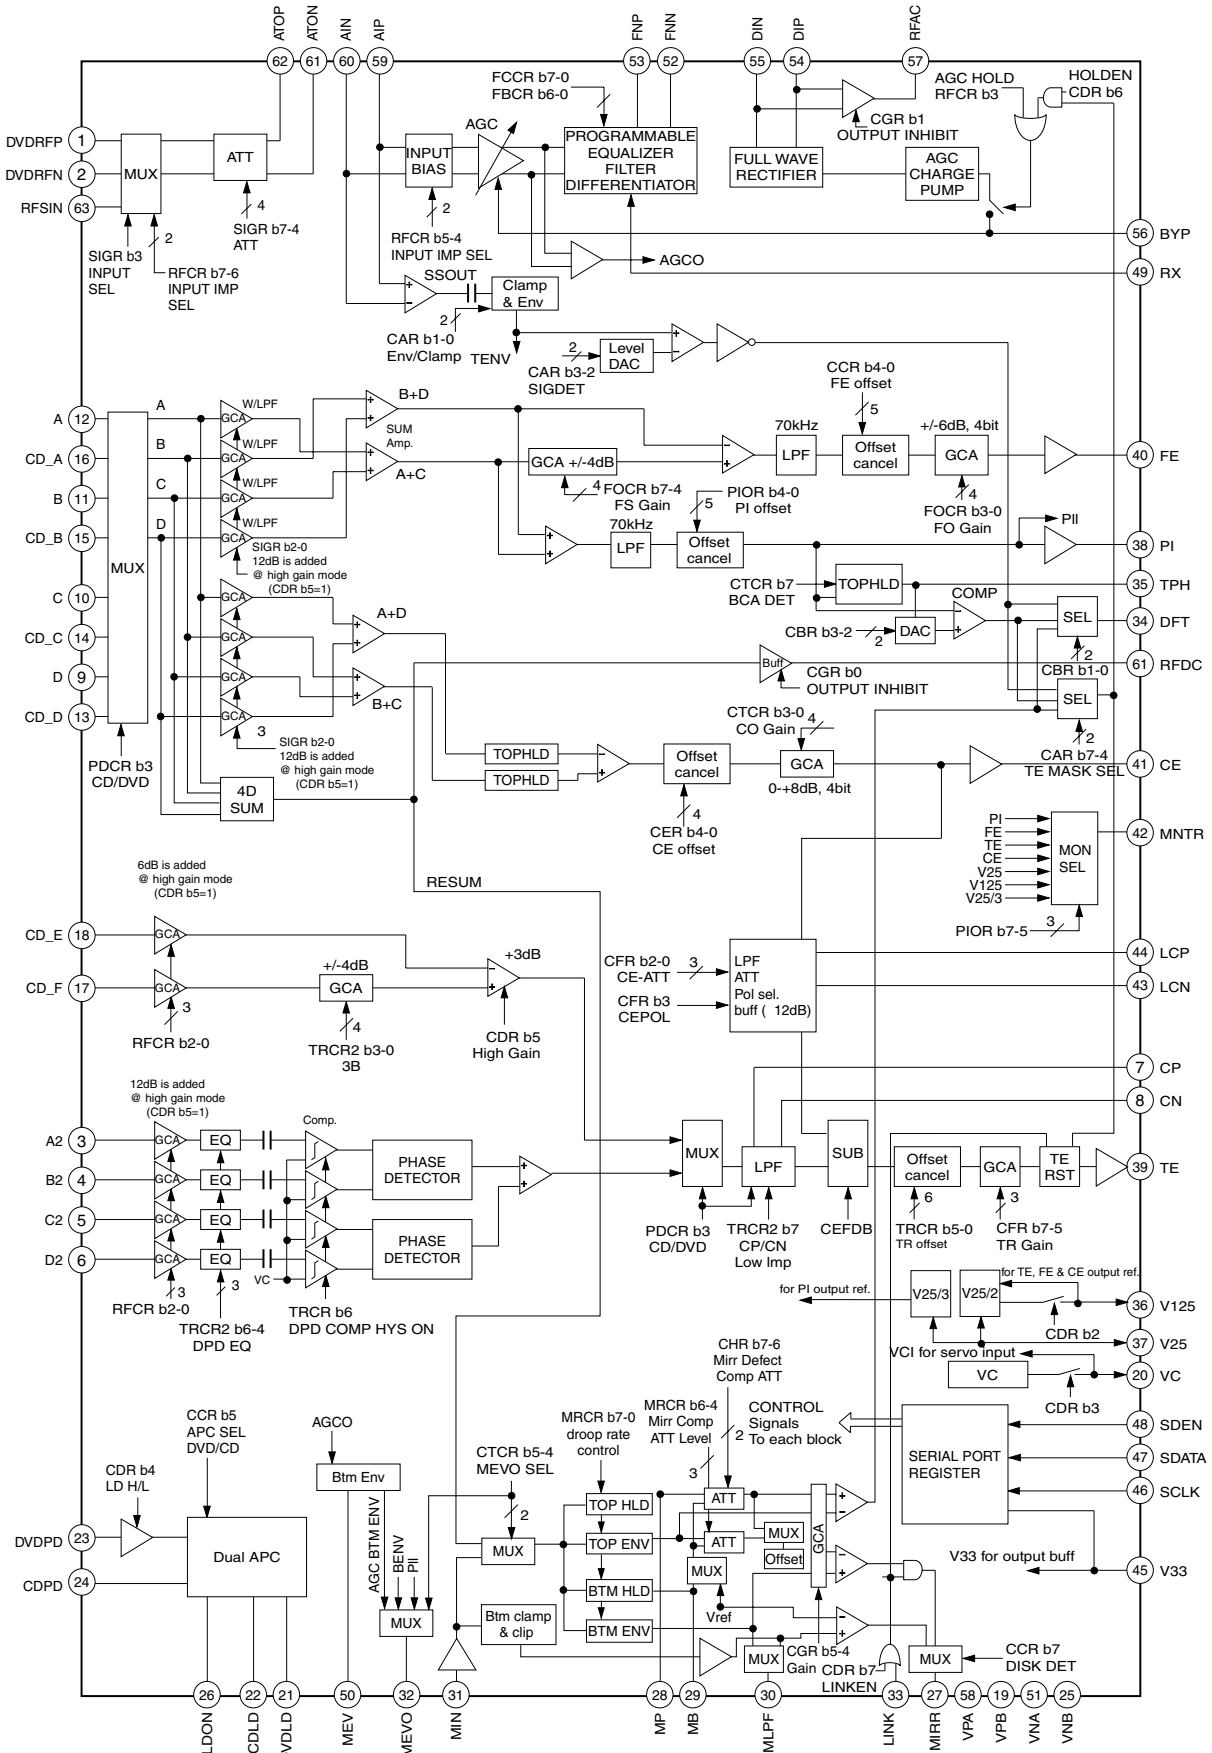 ATOP
ATON
AIN
AIP
FNP
FNN
DIN
DIP
RFAC
62
61
60
59
53
52
55
54
57
FCCR b7-0
FBCR b6-0
AGC HOLD
RFCR b3
HOLDEN
CDR b6
CGR b1
OUTPUT INHIBIT
DVDRFP
1
DVDRFN
2
RFSIN
63
MUX
ATT
4
SIGR b7-4
ATT
SIGR b3
INPUT
SEL
2
RFCR b7-6
INPUT IMP
SEL
INPUT
BIAS
AGC
2
RFCR b5-4
INPUT IMP SEL
PROGRAMMABLE
EQUALIZER
FILTER
DIFFERENTIATOR
FULL WAVE
RECTIFIER
AGC
CHARGE
PUMP
56
BYP
49
RX
AGCO
SSOUT
+
−
Clamp
& Env
2
CAR b1-0
Env/Clamp
TENV
2
CAR b3-2
SIGDET
Level
DAC
+
−
CCR b4-0
FE offset
5
A
12
CD_A
16
B
11
CD_B
15
C
10
CD_C
14
D
9
CD_D
13
MUX
PDCR b3
CD/DVD
A
B
C
D
GCA
W/LPF
GCA
W/LPF
GCA
W/LPF
GCA
W/LPF
SIGR b2-0
12dB is added
@ high gain mode
(CDR b5=1)
GCA
GCA
GCA
GCA
3
SIGR b2-0
12dB is added
@ high gain mode
(CDR b5=1)
4D
SUM
+
+
B+D
SUM
Amp.
+
+
A+C
GCA +/-4dB
4
FOCR b7-4
FS Gain
−
+
70kHz
LPF
Offset
cancel
+/-6dB, 4bit
GCA
4
FOCR b3-0
FO Gain
40
FE
+
+
70kHz
LPF
PIOR b4-0
PI offset
5
Offset
cancel
PII
38
PI
CTCR b7
BCA DET
TOPHLD
35
TPH
CBR b3-2
2
DAC
COMP
−
+
SEL
34
DFT
2
CBR b1-0
SEL
2
CAR b7-4
TE MASK SEL
A+D
+
+
B+C
+
+
Buff
CGR b0
OUTPUT INHIBIT
61
RFDC
TOPHLD
TOPHLD
−
+
Offset
cancel
4
CER b4-0
CE offset
CTCR b3-0
CO Gain
4
GCA
0-+8dB, 4bit
41
CE
PI
FE
TE
CE
V25
V125
V25/3
MON
SEL
3
PIOR b7-5
42
MNTR
RESUM
6dB is added
@ high gain mode
(CDR b5=1)
CD_E
18
CD_F
17
GCA
GCA
3
RFCR b2-0
+/-4dB
GCA
4
TRCR2 b3-0
3B
+3dB
−
+
CDR b5
High Gain
CFR b2-0
CE-ATT
3
CFR b3
CEPOL
LPF
ATT
Pol sel.
buff ( 12dB)
44
LCP
43
LCN
7
CP
8
CN
12dB is added
@ high gain mode
(CDR b5=1)
A2
3
B2
4
C2
5
D2
6
GCA
GCA
GCA
GCA
3
RFCR b2-0
EQ
EQ
EQ
EQ
3
TRCR2 b6-4
DPD EQ
VC
Comp.
TRCR b6
DPD COMP HYS ON
PHASE
DETECTOR
PHASE
DETECTOR
+
+
MUX
PDCR b3
CD/DVD
LPF
TRCR2 b7
CP/CN
Low Imp
SUB
CEFDB
Offset
cancel
6
TRCR b5-0
TR offset
GCA
3
CFR b7-5
TR Gain
TE
RST
39
TE
for PI output ref.
V25/3
V25/2
for TE, FE & CE output ref.
CDR b2
36
V125
37
V25
VCI for servo input
VC
CDR b3
20
VC
CONTROL
Signals
To each block
SERIAL PORT
REGISTER
48
SDEN
47
SDATA
46
SCLK
V33 for output buff
45
V33
CCR b5
APC SEL
DVD/CD
CDR b4
LD H/L
DVDPD
23
CDPD
24
Dual APC
AGCO
Btm Env
AGC BTM ENV
BENV
PII
MUX
CTCR b5-4
MEVO SEL
2
MUX
Btm clamp
& clip
MRCR b7-0
droop rate
control
TOP HLD
TOP ENV
BTM HLD
BTM ENV
MRCR b6-4
Mirr Comp
ATT Level
3
CHR b7-6
Mirr Defect
Comp ATT
2
ATT
ATT
MUX
Offset
MUX
Vref
MUX
GCA
CGR b5-4
Gain
+
−
−
+
−
+
CDR b7
LINKEN
MUX
CCR b7
DISK DET
26
22
21
50
32
31
28
29
30
33
27
58
19
51
25
LDON
CDLD
DVDLD
MEV
MEVO
MIN
MP
MB
MLPF
LINK
MIRR
VPA
VPB
VNA
VNB